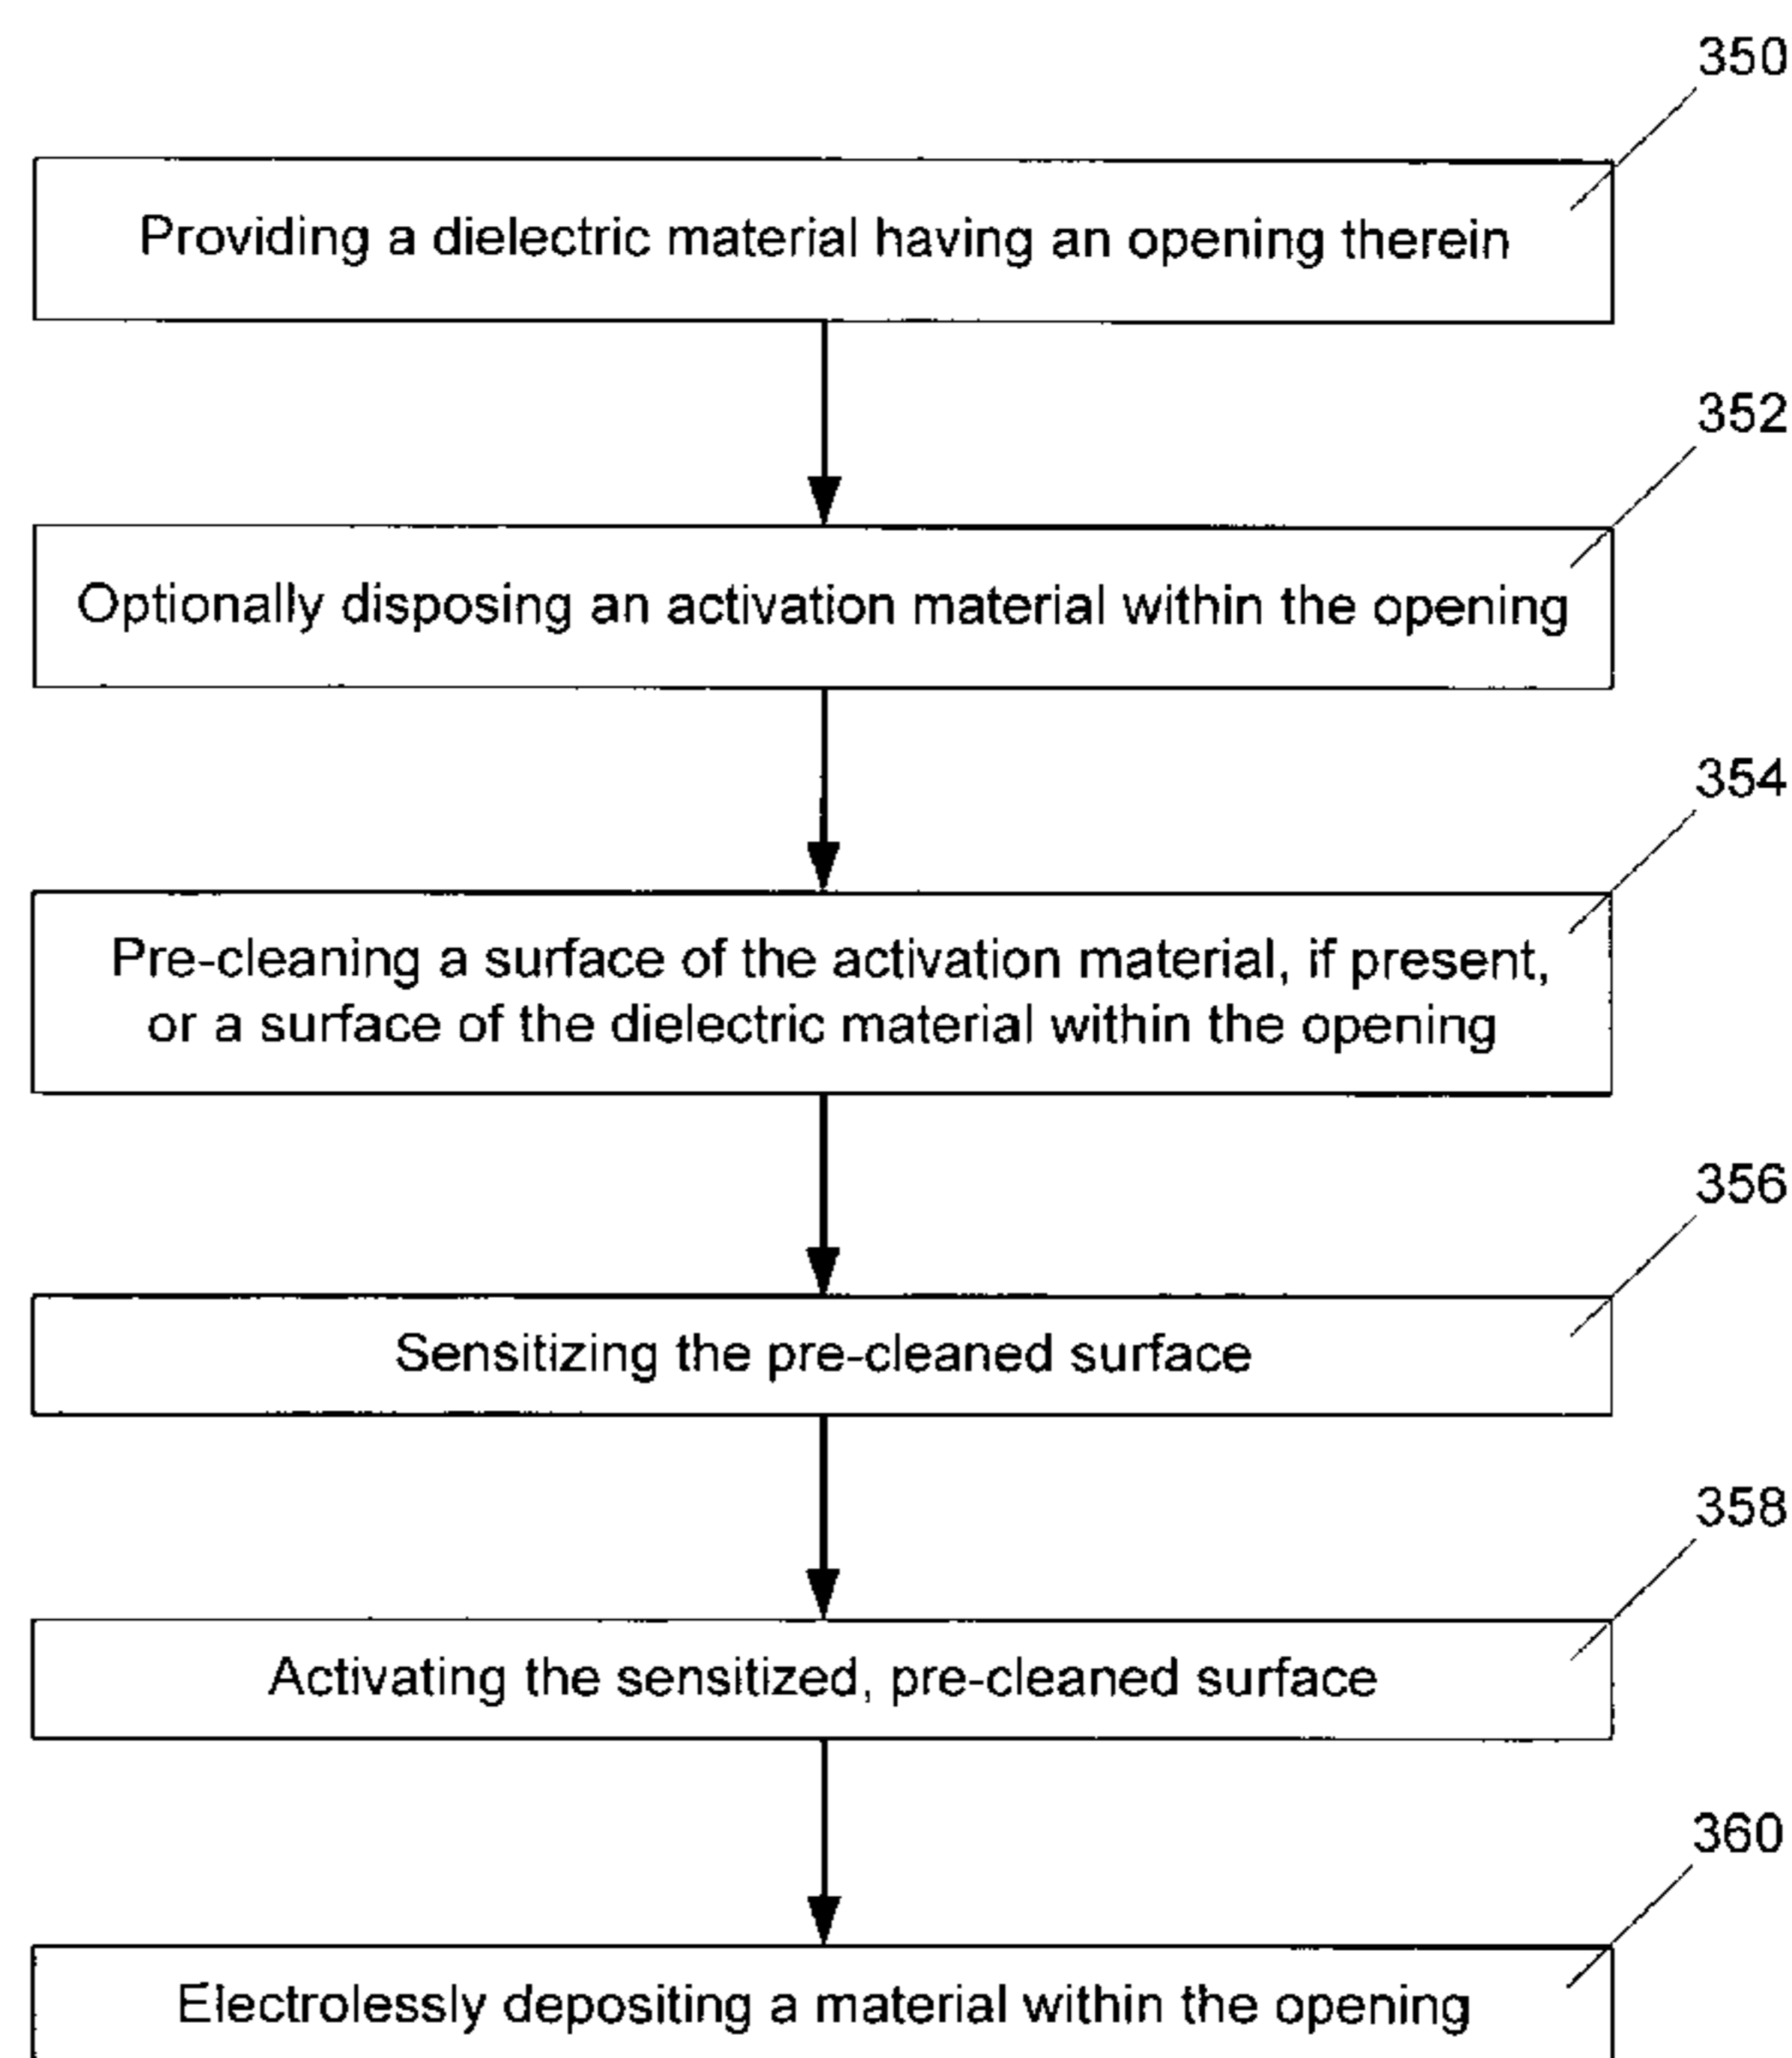 350
Providing a dielectric material having an opening therein
352
Optionally disposing an activation material within the opening
354
Pre-cleaning a surface of the activation material, if present,
or a surface of the dielectric material within the opening
356
Sensitizing the pre-cleaned surface
358
Activating the sensitized, pre-cleaned surface
360
Electrolessly depositing a material within the opening